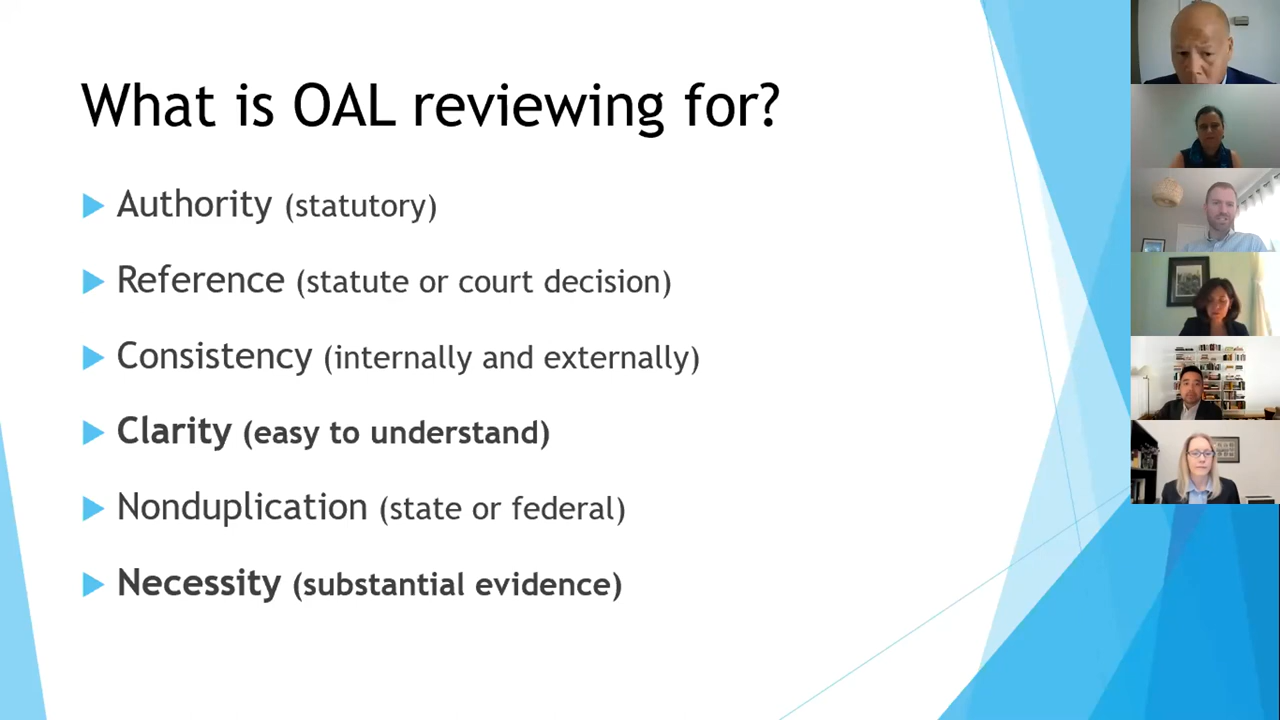 What is OAL reviewing for?
Authority (statutory)
Reference (statute or court decision)
Consistency (internally and externally)
Clarity (easy to understand)
Nonduplication (state or federal)
Necessity (substantial evidence)